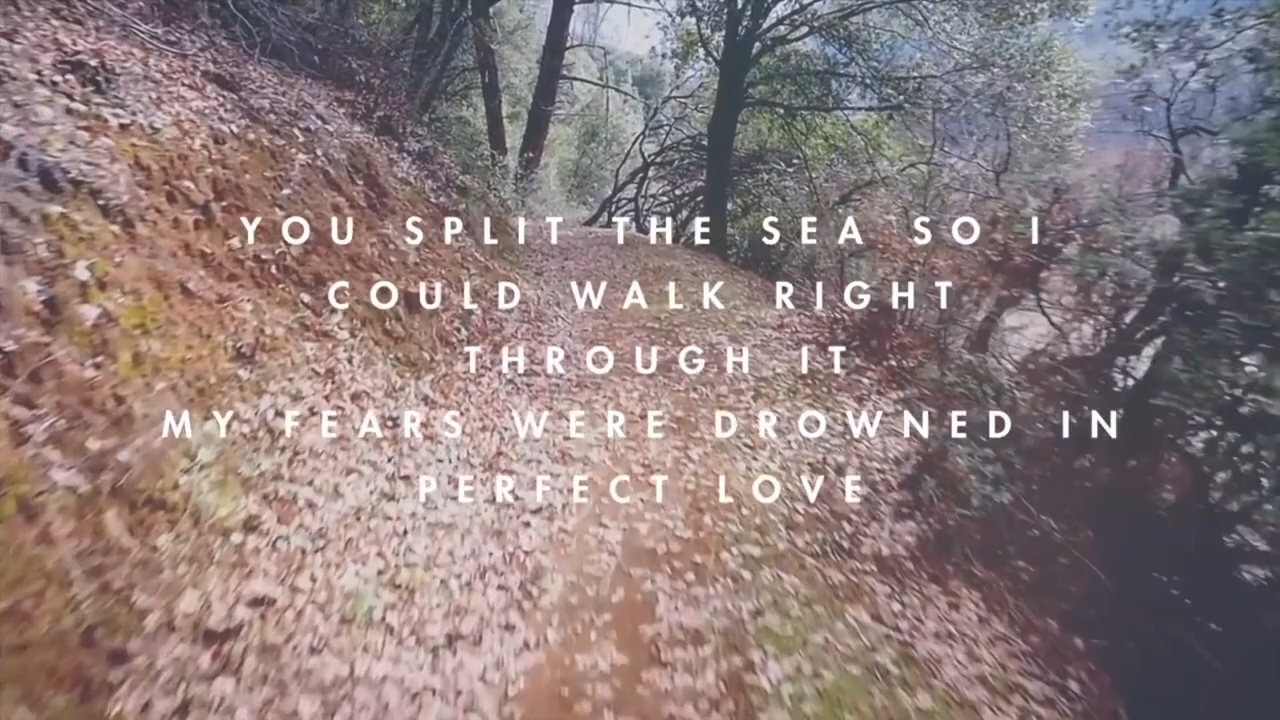 YOU SPLIT THE SEA SO I
COULD WALK RIGHT
THROUGH IT
MY FEARS WERE DROWNED IN
PERFECT LOVE